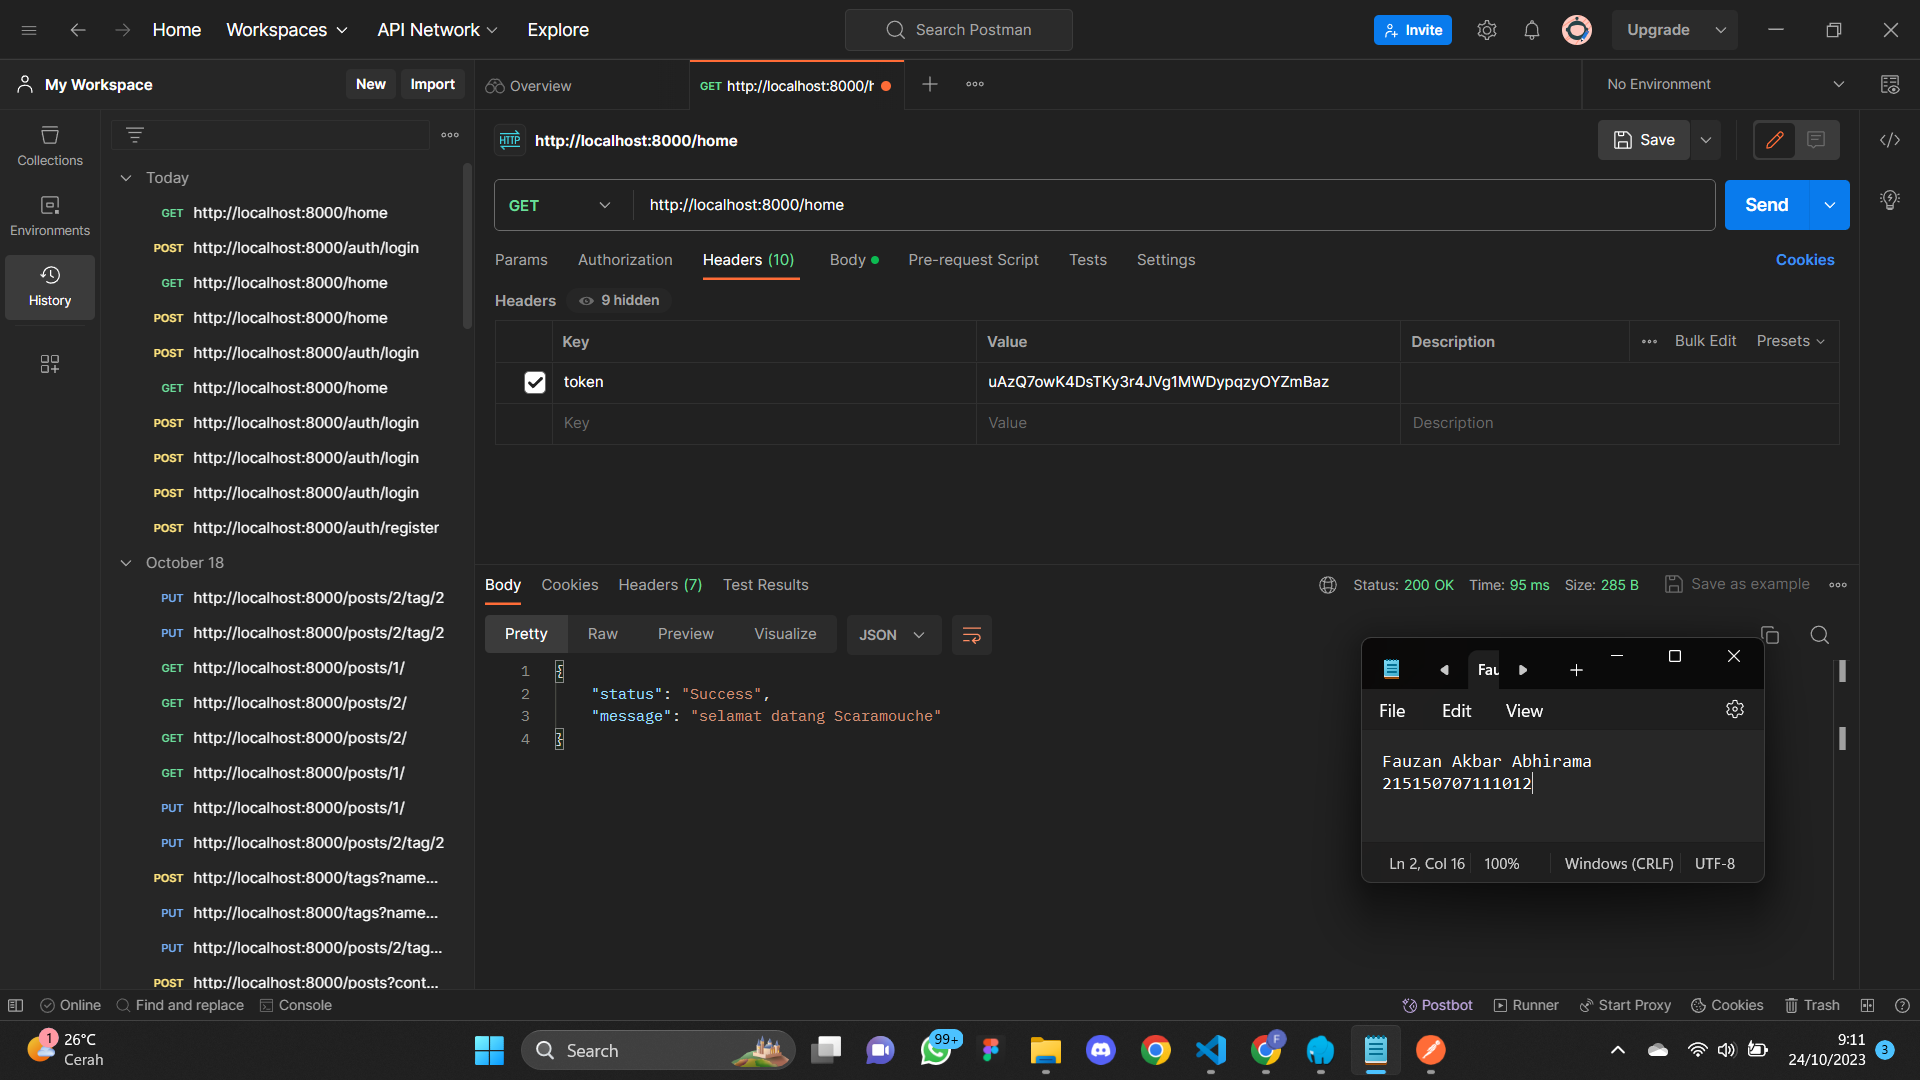 Home Workspaces API Network Explore
Search Postman
Invite
Upgrade
My Workspace New Import
Overview
GET http://localhost:8000/h
No Environment
HTTP http://localhost:8000/home
Save
GET http://localhost:8000/home
Send
Params Authorization Headers (10) Body Pre-request Script Tests Settings
Cookies
Headers 9 hidden
Key Value Description Bulk Edit Presets
token uAzQ7owK4DsTKy3r4JVg1MWDypqzyOYZmBaz
Key Value Description
Collections
Environments
History
Today
GET http://localhost:8000/home
POST http://localhost:8000/auth/login
GET http://localhost:8000/home
POST http://localhost:8000/home
POST http://localhost:8000/auth/login
GET http://localhost:8000/home
POST http://localhost:8000/auth/login
POST http://localhost:8000/auth/login
POST http://localhost:8000/auth/login
POST http://localhost:8000/auth/register
October 18
PUT http://localhost:8000/posts/2/tag/2
PUT http://localhost:8000/posts/2/tag/2
GET http://localhost:8000/posts/1/
GET http://localhost:8000/posts/2/
GET http://localhost:8000/posts/2/
GET http://localhost:8000/posts/1/
PUT http://localhost:8000/posts/1/
PUT http://localhost:8000/posts/2/tag/2
POST http://localhost:8000/tags?name...
PUT http://localhost:8000/tags?name...
PUT http://localhost:8000/posts/2/tag...
POST http://localhost:8000/posts?cont...
Body Cookies Headers (7) Test Results
Status: 200 OK Time: 95 ms Size: 285 B Save as example
Pretty Raw Preview Visualize JSON
1 {
2 "status": "Success",
3 "message": "selamat datang Scaramouche"
4 }
Fau
File Edit View
Fauzan Akbar Abhirama
215150707111012
Ln 2, Col 16 100% Windows (CRLF) UTF-8
Online Find and replace Console
Postbot Runner Start Proxy Cookies Trash
1
26°C
Cerah
Search
99+
F
9:11
24/10/2023
3